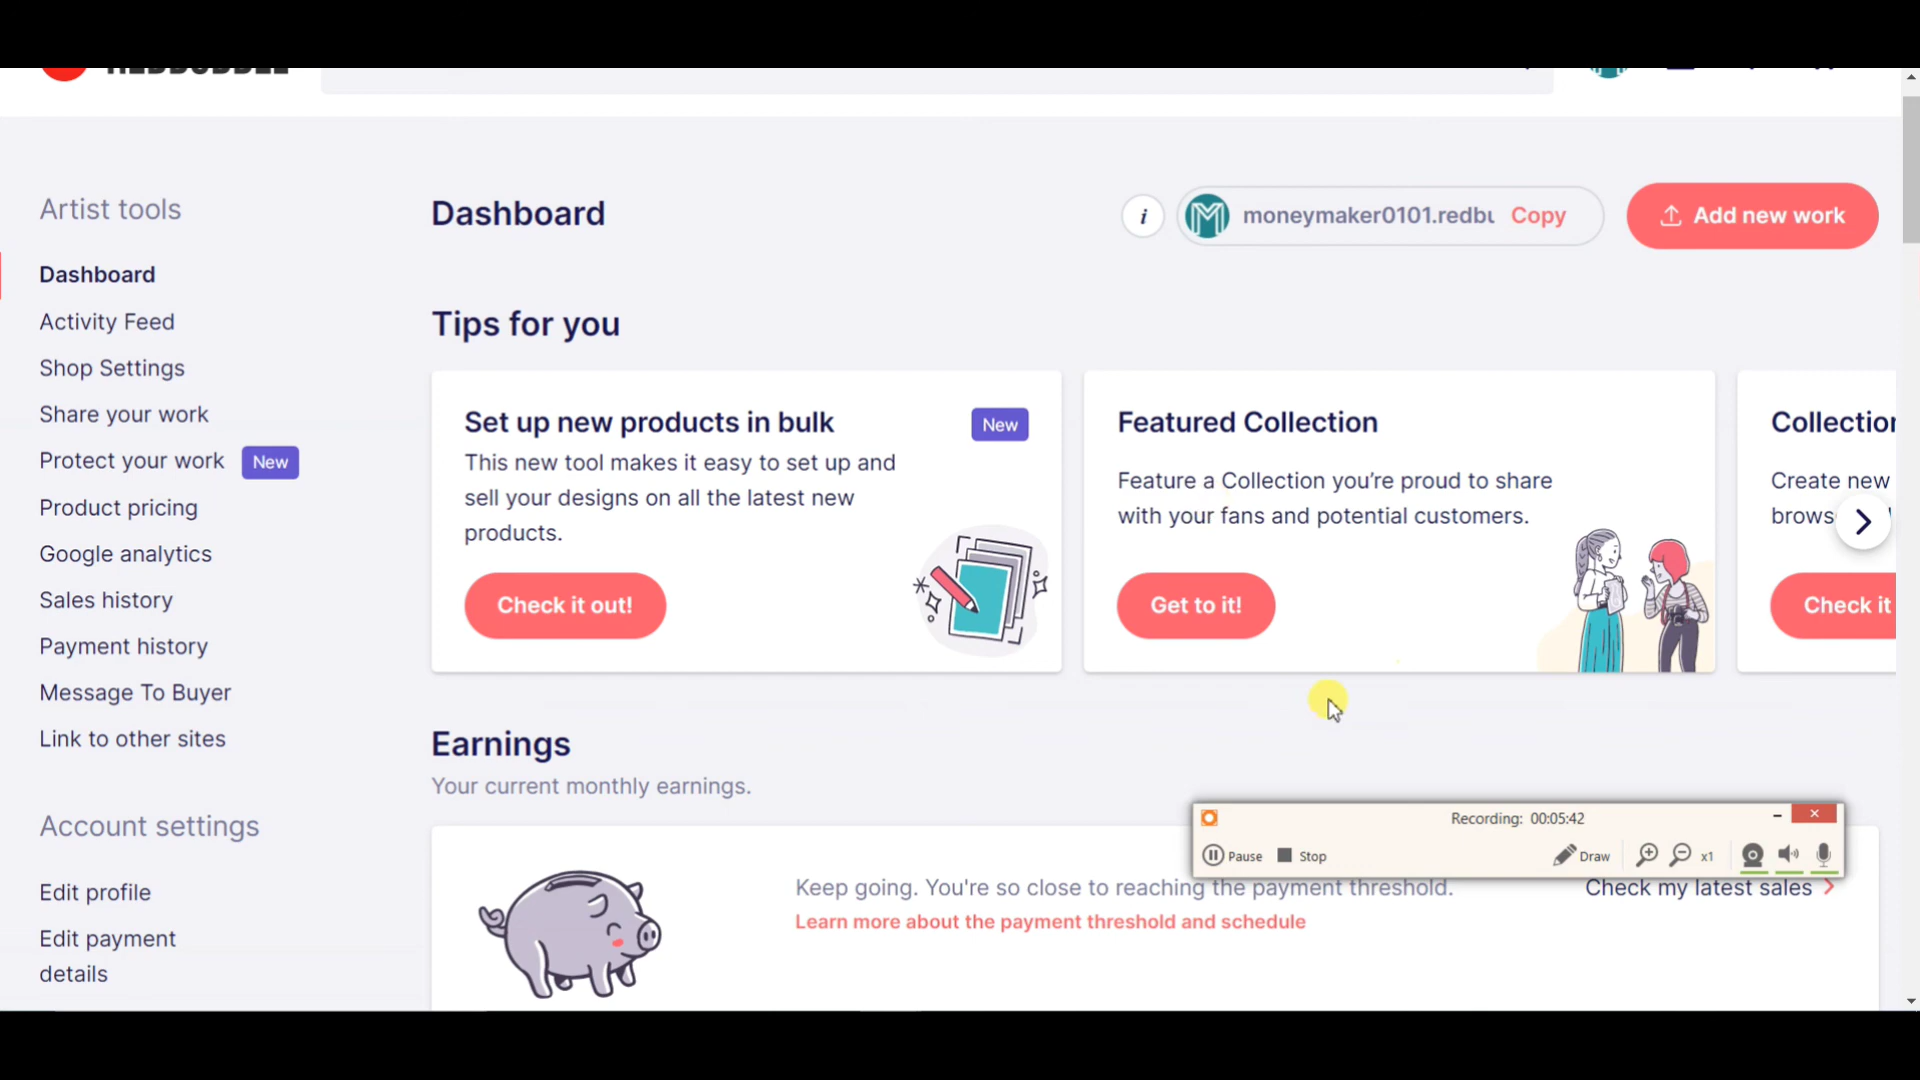 Artist tools
Dashboard
Activity Feed
Shop Settings
Share your work
Protect your work New
Product pricing
Google analytics
Sales history
Payment history
Message To Buyer
Link to other sites
Account settings
Edit profile
Edit payment
details
Dashboard
i
moneymaker0101.redbu Copy
Add new work
Tips for you
Set up new products in bulk New
This new tool makes it easy to set up and
sell your designs on all the latest new
products.
Check it out!
Featured Collection
Feature a Collection you're proud to share
with your fans and potential customers.
Get to it!
Collection
Create new
brows
Check it
Earnings
Your current monthly earnings.
Keep going. You're so close to reaching the payment threshold.
Learn more about the payment threshold and schedule
Check my latest sales
Recording: 00:05:42
Pause Stop Draw x1